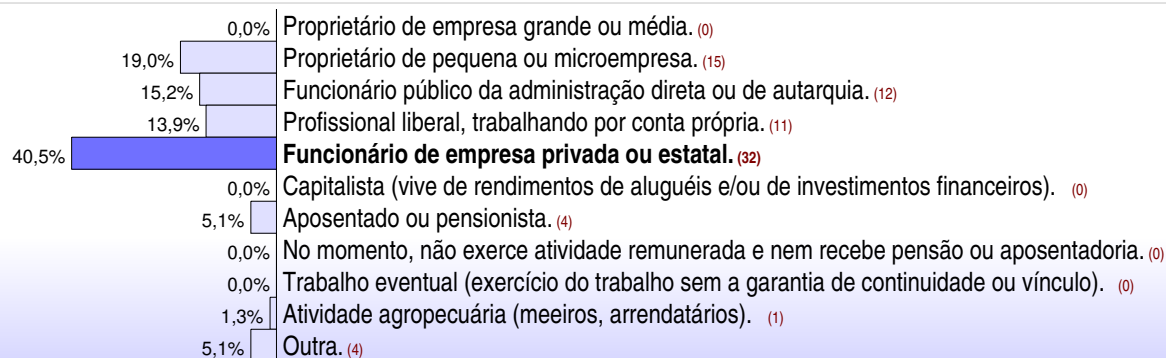 0,0% Proprietário de empresa grande ou média. (0)
19,0% Proprietário de pequena ou microempresa. (15)
15,2% Funcionário público da administração direta ou de autarquia. (12)
13,9% Profissional liberal, trabalhando por conta própria. (11)
40,5% Funcionário de empresa privada ou estatal. (32)
0,0% Capitalista (vive de rendimentos de aluguéis e/ou de investimentos financeiros). (0)
5,1% Aposentado ou pensionista. (4)
0,0% No momento, não exerce atividade remunerada e nem recebe pensão ou aposentadoria. (0)
0,0% Trabalho eventual (exercício do trabalho sem a garantia de continuidade ou vínculo). (0)
1,3% Atividade agropecuária (meeiros, arrendatários). (1)
5,1% Outra. (4)